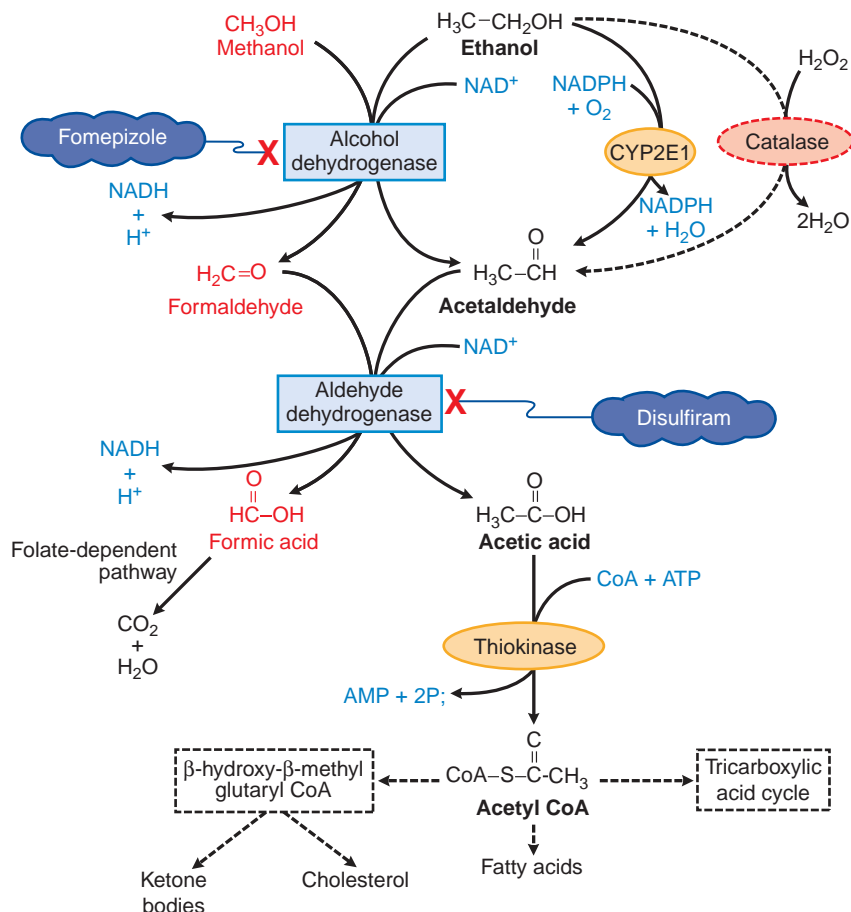 CH₃OH
Methanol
H₃C–CH₂OH
Ethanol
H₂O₂
NAD⁺
NADPH
+ O₂
Fomepizole
X
Alcohol
dehydrogenase
CYP2E1
Catalase
NADH
+
H⁺
NADPH
+ H₂O
2H₂O
H₂C=O
Formaldehyde
O
||
H₃C–CH
Acetaldehyde
NAD⁺
Aldehyde
dehydrogenase
X
Disulfiram
NADH
+
H⁺
O
||
HC–OH
Formic acid
O
||
H₃C–C–OH
Acetic acid
Folate-dependent
pathway
CoA + ATP
CO₂
+
H₂O
Thiokinase
AMP + 2P;
C
||
CoA–S–C–CH₃
Acetyl CoA
β-hydroxy-β-methyl
glutaryl CoA
Tricarboxylic
acid cycle
Fatty acids
Ketone
bodies
Cholesterol